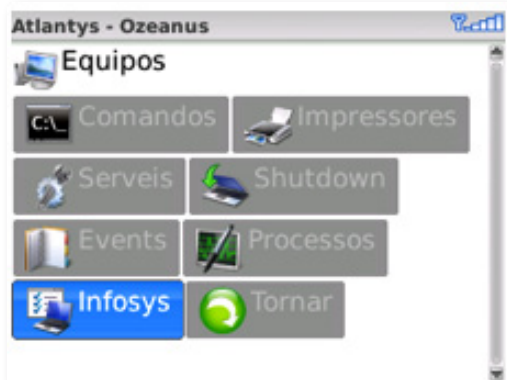 Atlantys - Ozeanus
Equipos
C:\_ Comandos Impressores
Serveis Shutdown
Events Processos
Infosys Tornar